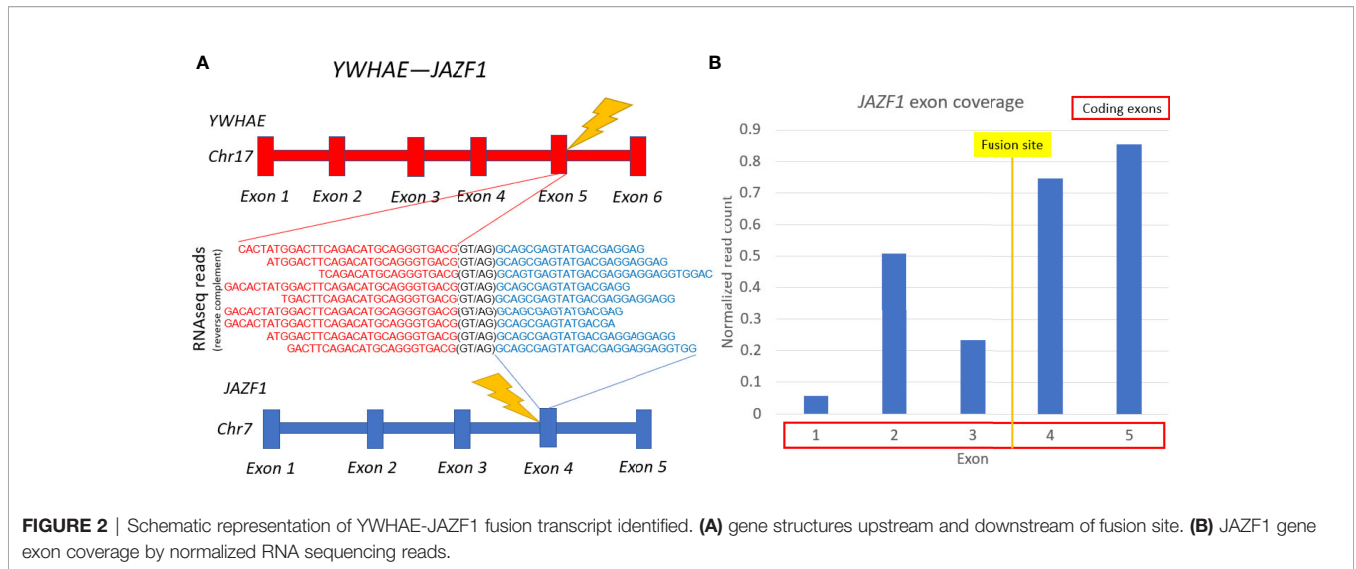 A
YWHAE—JAZF1
YWHAE
Chr17
Exon 1 Exon 2 Exon 3 Exon 4 Exon 5 Exon 6
RNAseq reads
(reverse complement)
CACTATGGACTTCAGACATGCAGGGTGACG(GT/AG)GCAGCGAGTATGACGAGGAG
ATGGACTTCAGACATGCAGGGTGACG(GT/AG)GCAGCGAGTATGACGAGGAGGAG
TCAGACATGCAGGGTGACG(GT/AG)GCAGTGAGTATGACGAGGAGGAGGTGGAC
GACACTATGGACTTCAGACATGCAGGGTGACG(GT/AG)GCAGCGAGTATGACGAGG
TGACTTCAGACATGCAGGGTGACG(GT/AG)GCAGCGAGTATGACGAGGAGGAGG
GACACTATGGACTTCAGACATGCAGGGTGACG(GT/AG)GCAGCGAGTATGACGAG
GACACTATGGACTTCAGACATGCAGGGTGACG(GT/AG)GCAGCGAGTATGACGA
ATGGACTTCAGACATGCAGGGTGACG(GT/AG)GCAGCGAGTATGACGAGGAGGAGG
GACTTCAGACATGCAGGGTGACG(GT/AG)GCAGCGAGTATGACGAGGAGGAGGTGG
JAZF1
Chr7
Exon 1 Exon 2 Exon 3 Exon 4 Exon 5
B
JAZF1 exon coverage
Coding exons
Fusion site
Normalized read count
0.9
0.8
0.7
0.6
0.5
0.4
0.3
0.2
0.1
0
1 2 3 4 5
Exon
FIGURE 2 | Schematic representation of YWHAE-JAZF1 fusion transcript identified. (A) gene structures upstream and downstream of fusion site. (B) JAZF1 gene
exon coverage by normalized RNA sequencing reads.